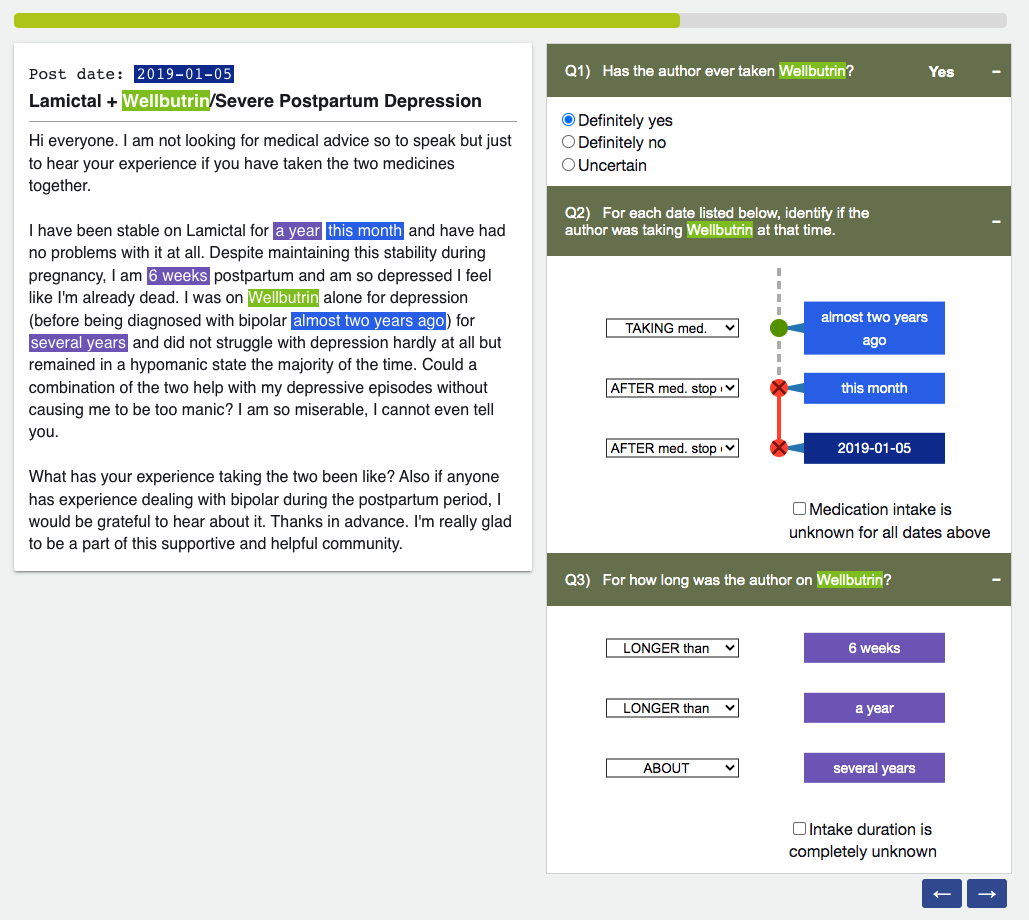 Post date: 2019-01-05
Lamictal + Wellbutrin/Severe Postpartum Depression
Hi everyone. I am not looking for medical advice so to speak but just
to hear your experience if you have taken the two medicines
together.
I have been stable on Lamictal for a year this month and have had
no problems with it at all. Despite maintaining this stability during
pregnancy, I am 6 weeks postpartum and am so depressed I feel
like I'm already dead. I was on Wellbutrin alone for depression
(before being diagnosed with bipolar almost two years ago) for
several years and did not struggle with depression hardly at all but
remained in a hypomanic state the majority of the time. Could a
combination of the two help with my depressive episodes without
causing me to be too manic? I am so miserable, I cannot even tell
you.
What has your experience taking the two been like? Also if anyone
has experience dealing with bipolar during the postpartum period, I
would be grateful to hear about it. Thanks in advance. I'm really glad
to be a part of this supportive and helpful community.
Q1) Has the author ever taken Wellbutrin? Yes −
Definitely yes
Definitely no
Uncertain
Q2) For each date listed below, identify if the
author was taking Wellbutrin at that time. −
TAKING med.
almost two years
ago
AFTER med. stop
this month
AFTER med. stop
2019-01-05
Medication intake is
unknown for all dates above
Q3) For how long was the author on Wellbutrin? −
LONGER than
6 weeks
LONGER than
a year
ABOUT
several years
Intake duration is
completely unknown
← →